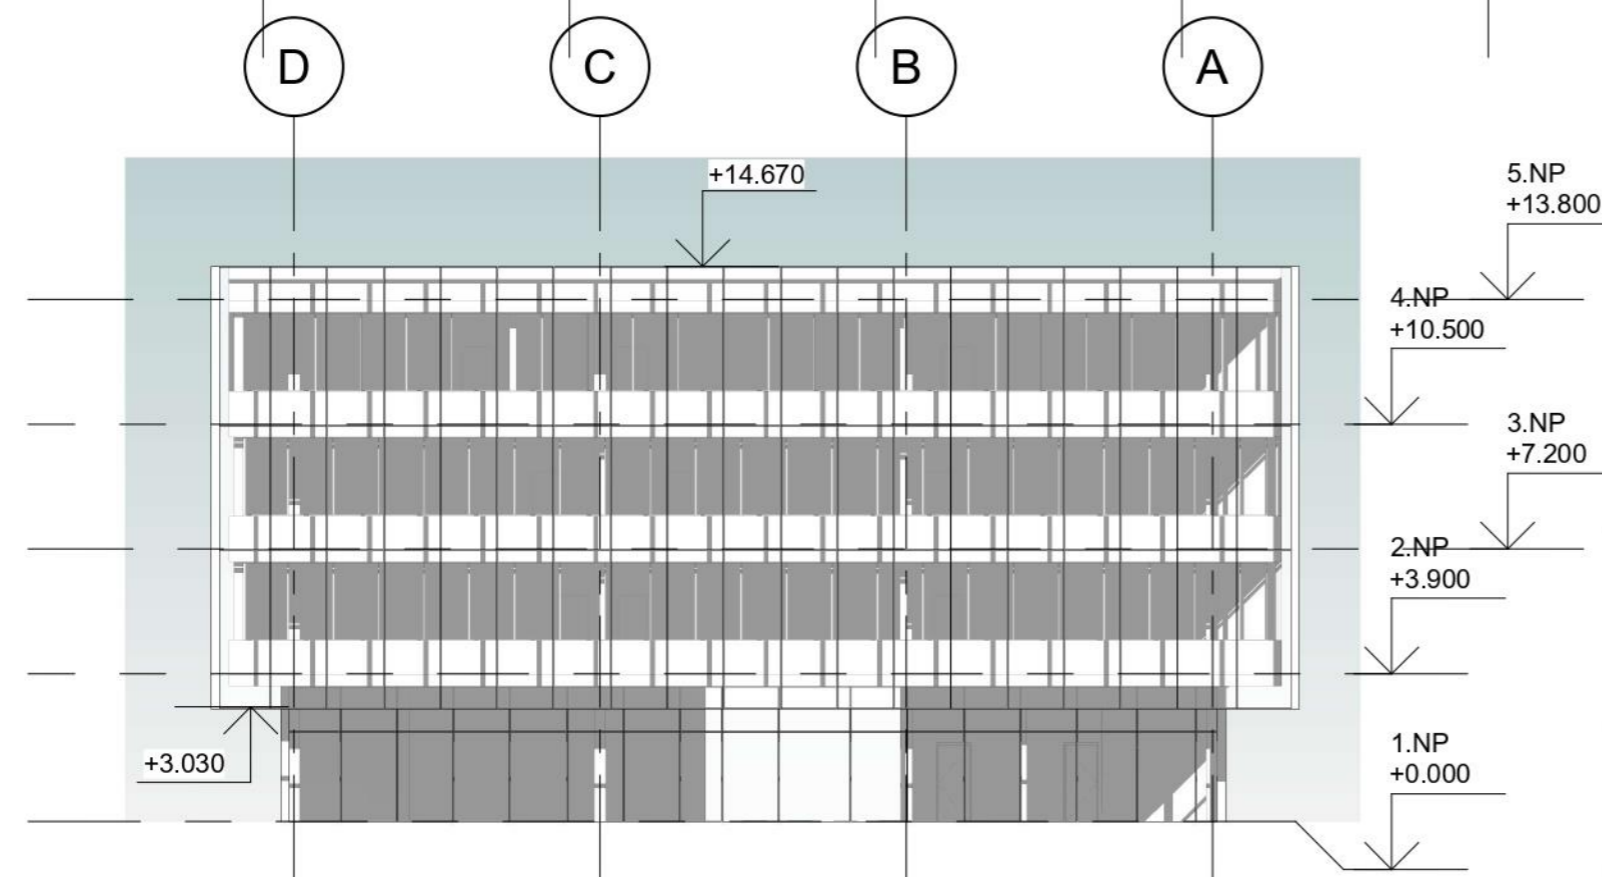 D
C
B
A
+14.670
5.NP
+13.800
4.NP
+10.500
3.NP
+7.200
2.NP
+3.900
+3.030
1.NP
+0.000